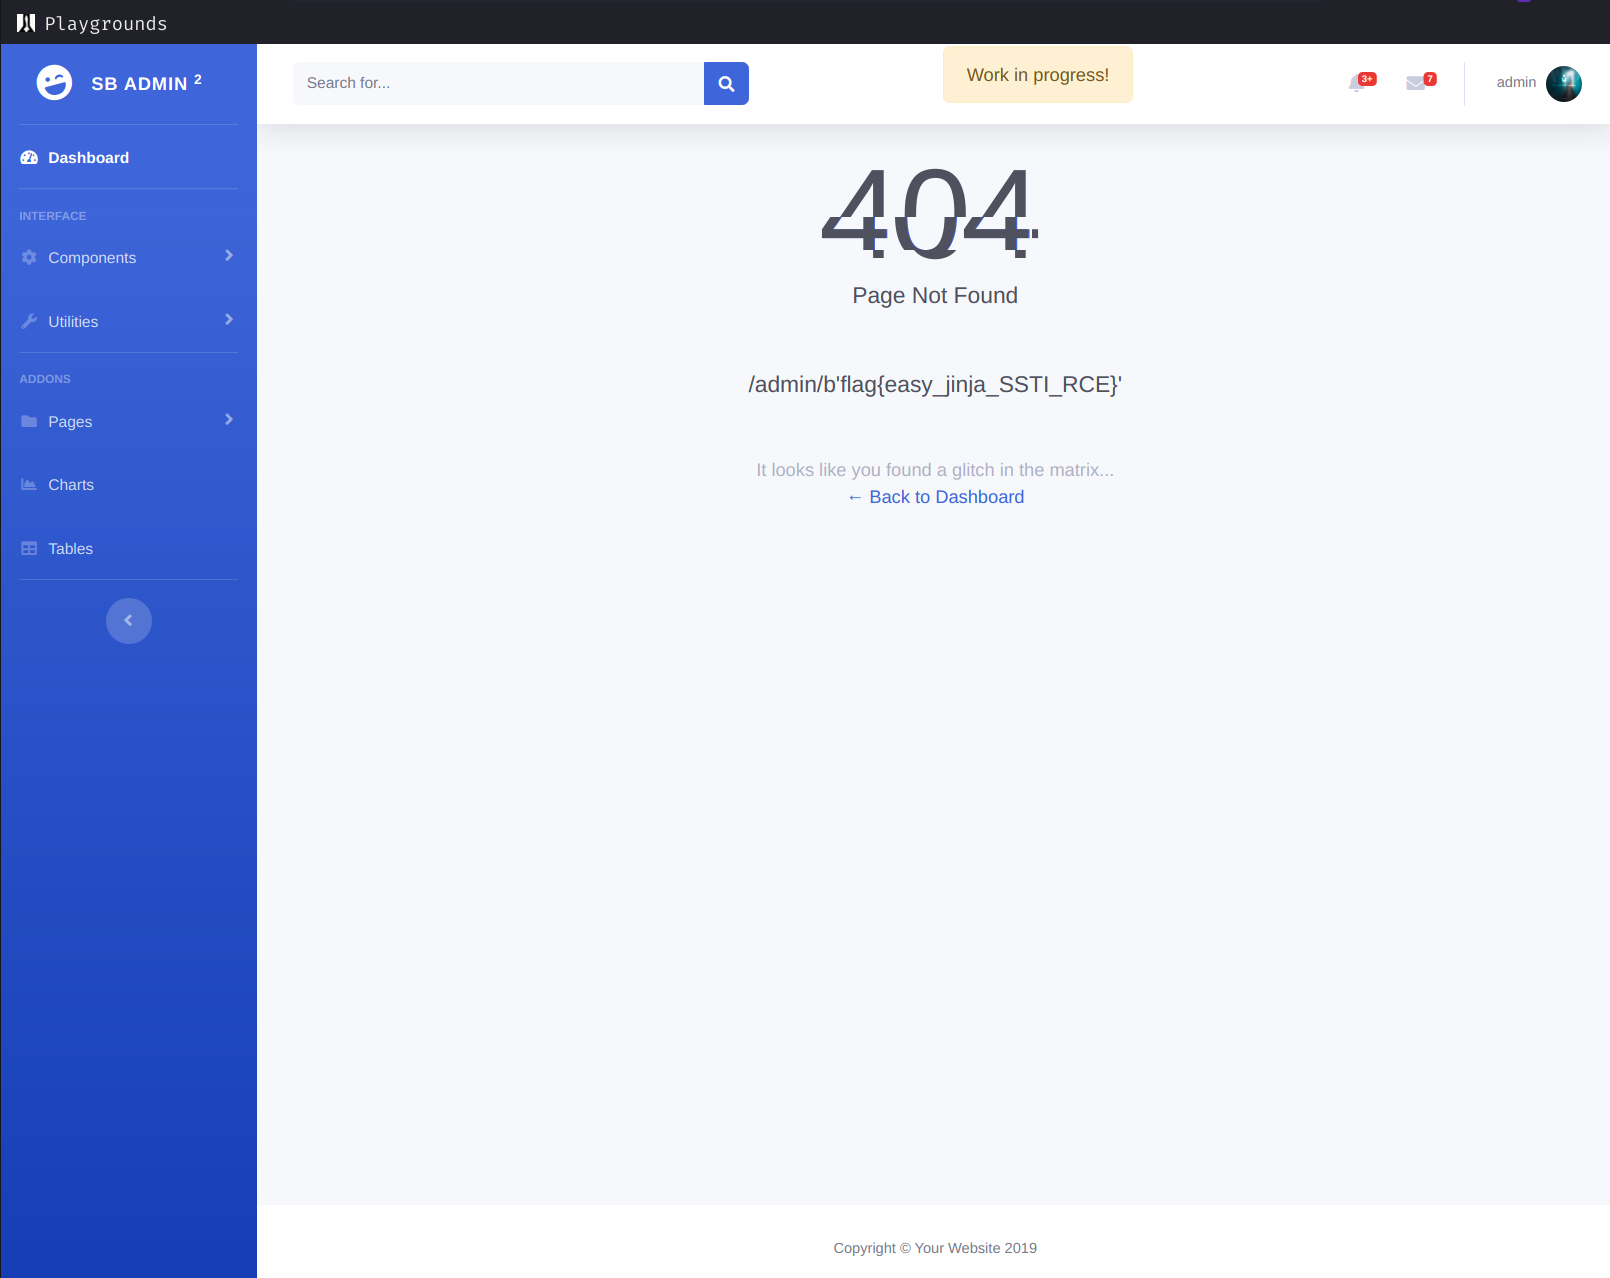 Playgrounds
SB ADMIN 2
Search for...
Work in progress!
3+
7
admin
Dashboard
INTERFACE
Components
Utilities
ADDONS
Pages
Charts
Tables
404
Page Not Found
/admin/b'flag{easy_jinja_SSTI_RCE}'
It looks like you found a glitch in the matrix...
← Back to Dashboard
Copyright © Your Website 2019